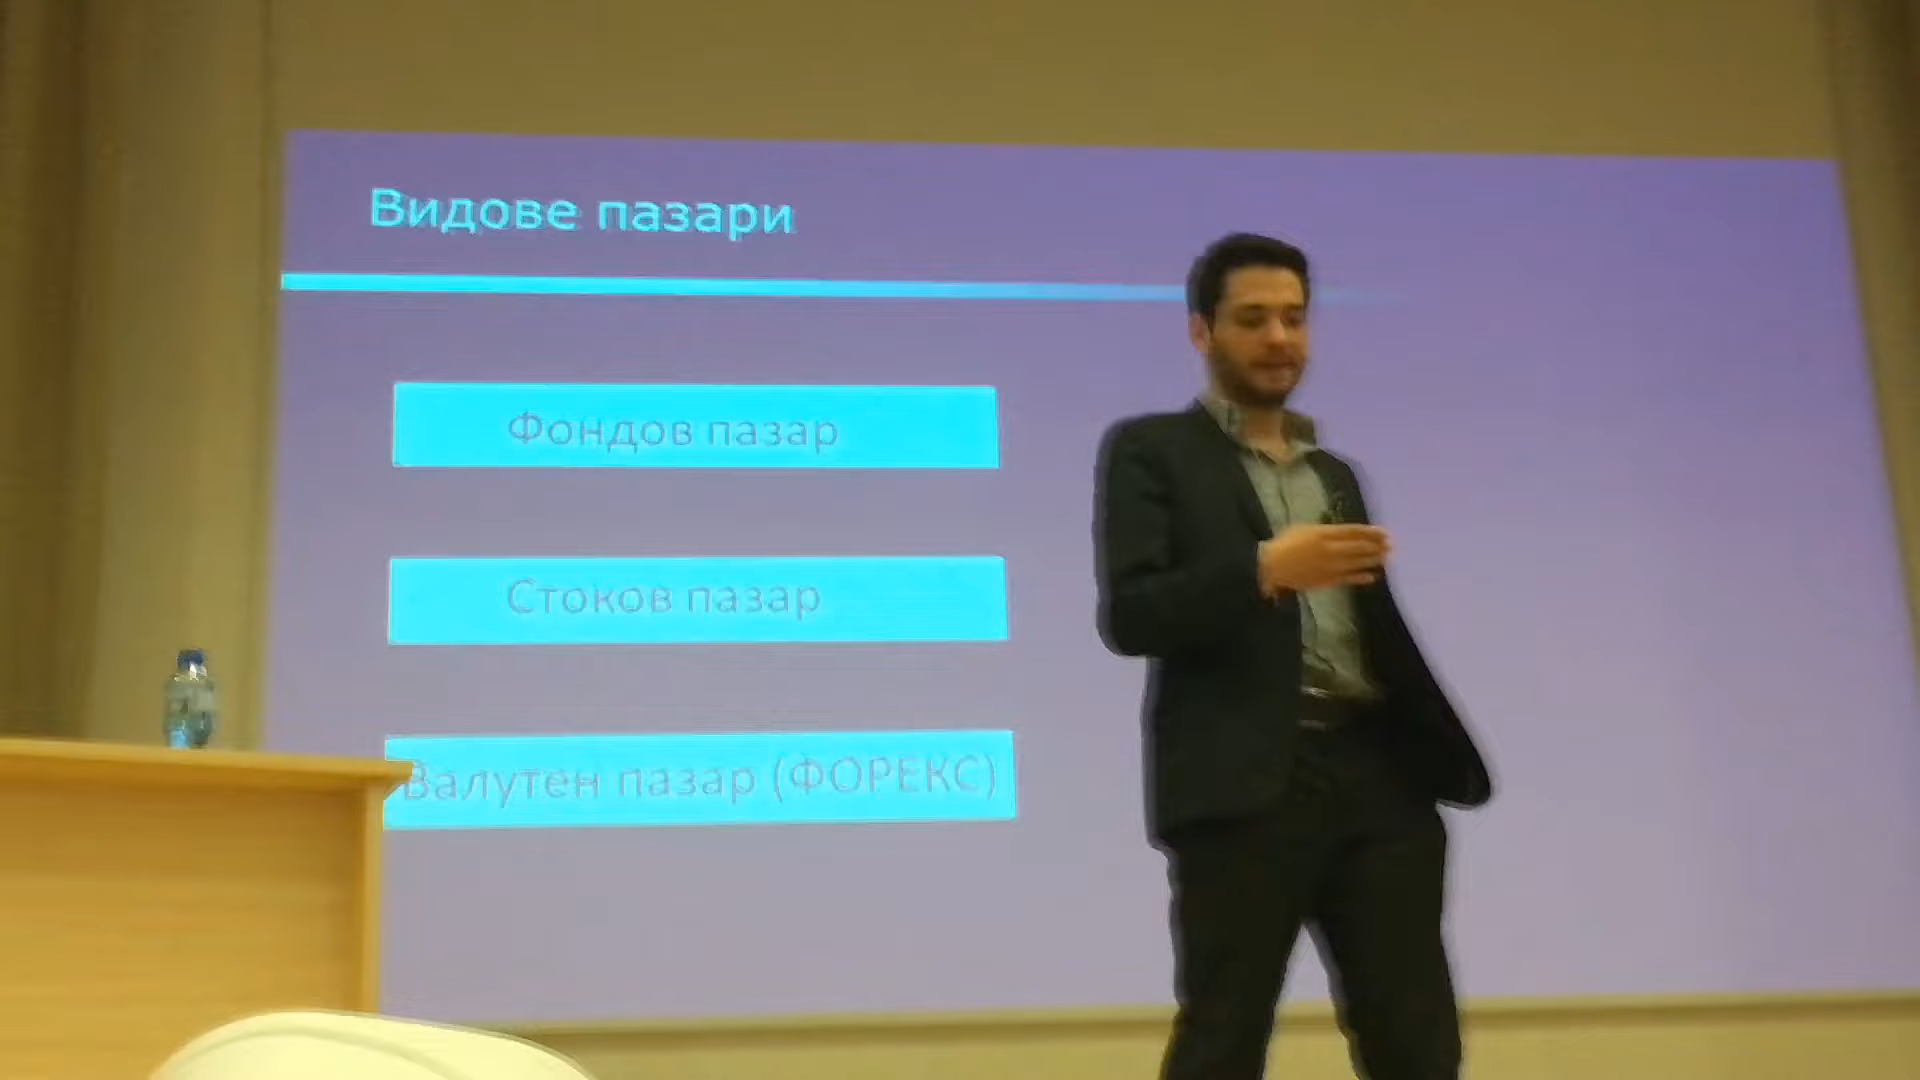 Видове пазари
Фондов пазар
Стоков пазар
Валутен пазар (ФОРЕКС)